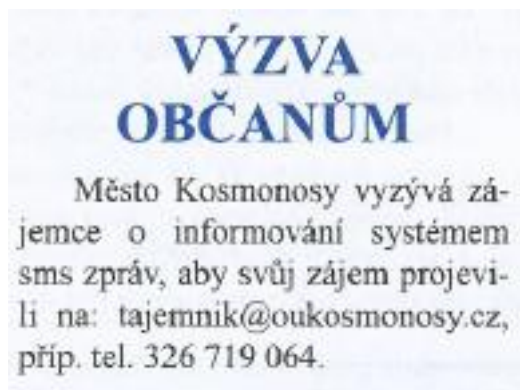 VÝZVA
OBČANŮM
Město Kosmonosy vyzývá zá-
jemce o informování systémem
sms zpráv, aby svůj zájem projevi-
li na: tajemnik@oukosmonosy.cz,
příp. tel. 326 719 064.